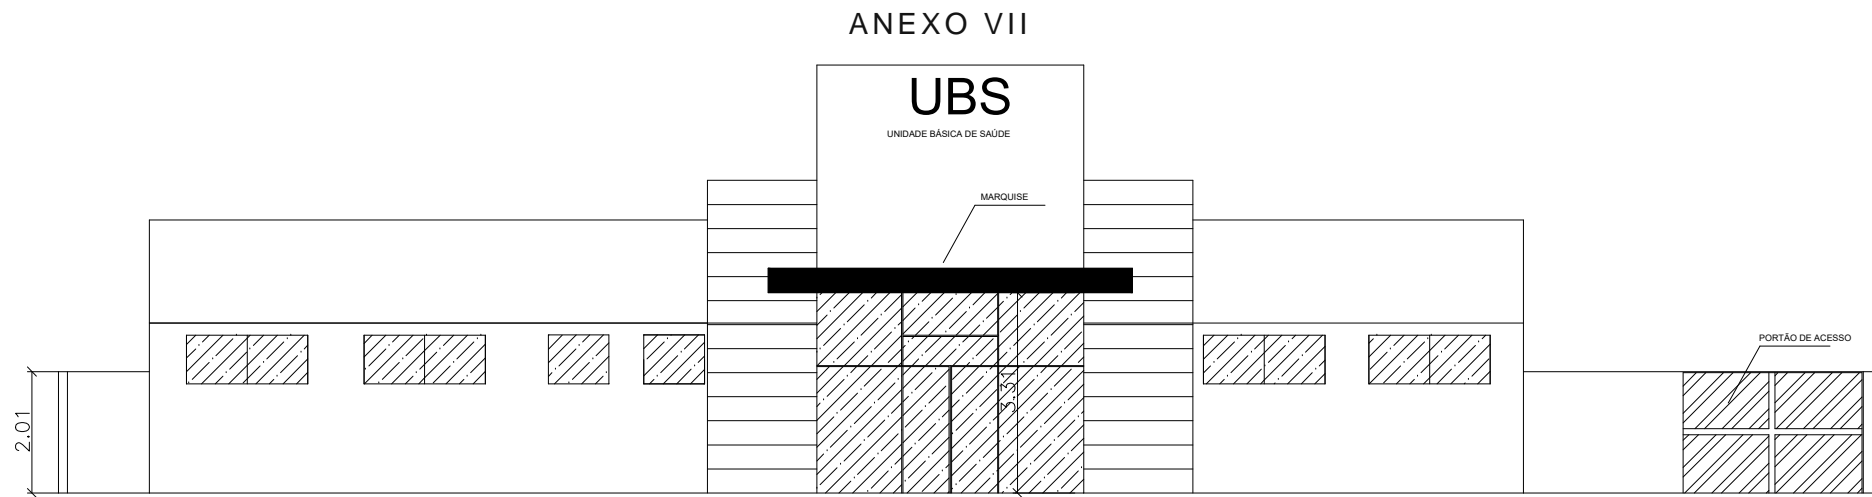 ANEXO VII
UBS
UNIDADE BÁSICA DE SAÚDE
MARQUISE
PORTÃO DE ACESSO
3.31
2.01